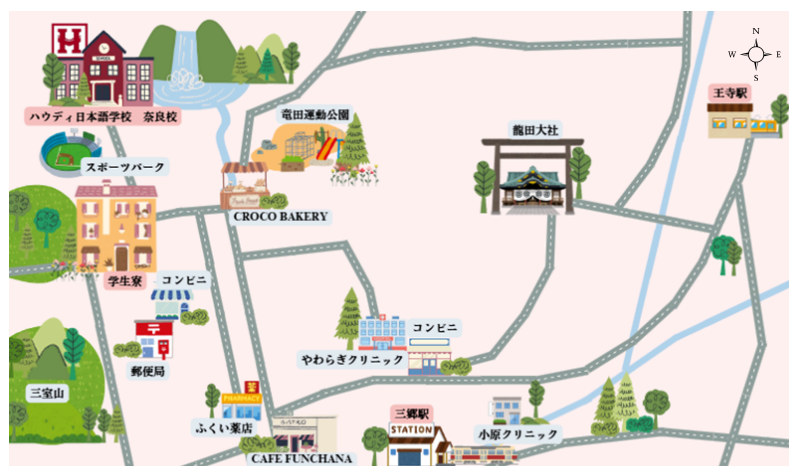 N
W E
S
H
SCHOOL
ハウディ日本語学校 奈良校
竜田運動公園
王寺駅
龍田大社
スポーツパーク
CROCO BAKERY
学生寮
コンビニ
郵便局
三室山
コンビニ
やわらぎクリニック
PHARMACY
ふくい薬店
CAFE FUNCHANA
三郷駅
STATION
小原クリニック